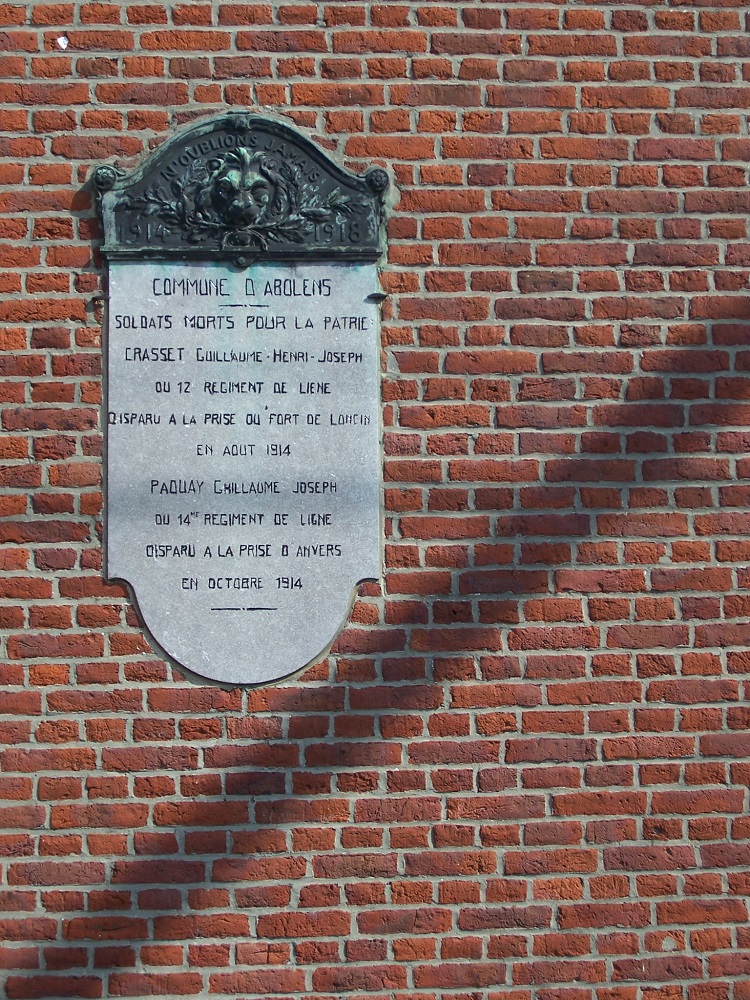 N'OUBLIONS JAMAIS
1914 1918
COMMUNE D'ABOLENS
SOLDATS MORTS POUR LA PATRIE:
CRASSET GUILLAUME-HENRI-JOSEPH
DU 12 REGIMENT DE LIGNE
DISPARU A LA PRISE DU FORT DE LONCIN
EN AOUT 1914
PAQUAY GUILLAUME JOSEPH
DU 14ME REGIMENT DE LIGNE
DISPARU A LA PRISE D'ANVERS
EN OCTOBRE 1914